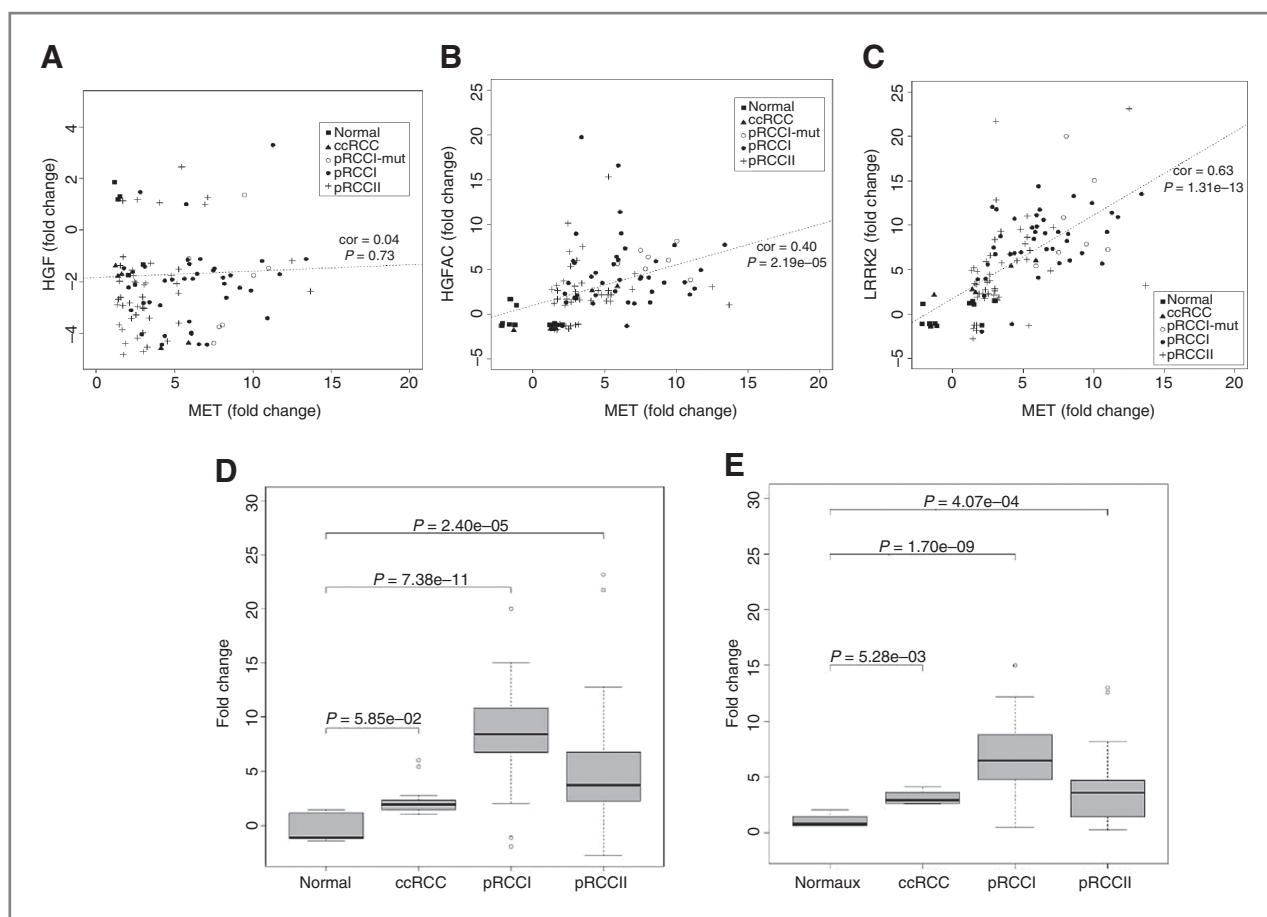 A
HGF (fold change)
4
2
0
−2
−4
Normal
ccRCC
pRCCI-mut
pRCCI
pRCCII
cor = 0.04
P = 0.73
0
5
10
15
20
MET (fold change)
B
HGFAC (fold change)
25
20
15
10
5
0
−5
Normal
ccRCC
pRCCI-mut
pRCCI
pRCCII
cor = 0.40
P = 2.19e−05
0
5
10
15
20
MET (fold change)
C
LRRK2 (fold change)
25
20
15
10
5
0
−5
cor = 0.63
P = 1.31e−13
Normal
ccRCC
pRCCI-mut
pRCCI
pRCCII
0
5
10
15
20
MET (fold change)
D
Fold change
30
25
20
15
10
5
0
P = 2.40e−05
P = 7.38e−11
P = 5.85e−02
Normal
ccRCC
pRCCI
pRCCII
E
Fold change
30
25
20
15
10
5
0
P = 4.07e−04
P = 1.70e−09
P = 5.28e−03
Normaux
ccRCC
pRCCI
pRCCII